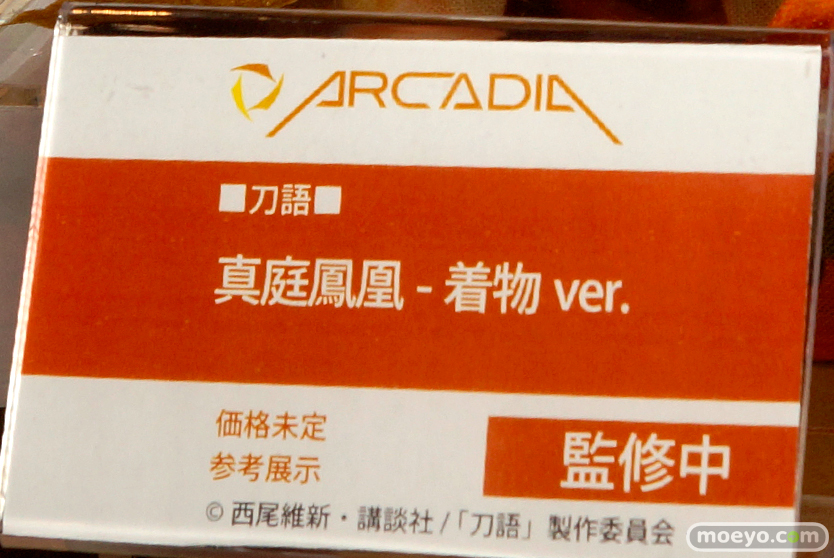 ARCADIA
■刀語■
真庭鳳凰 - 着物 ver.
価格未定
参考展示
監修中
© 西尾維新・講談社/「刀語」製作委員会
moeyo.com